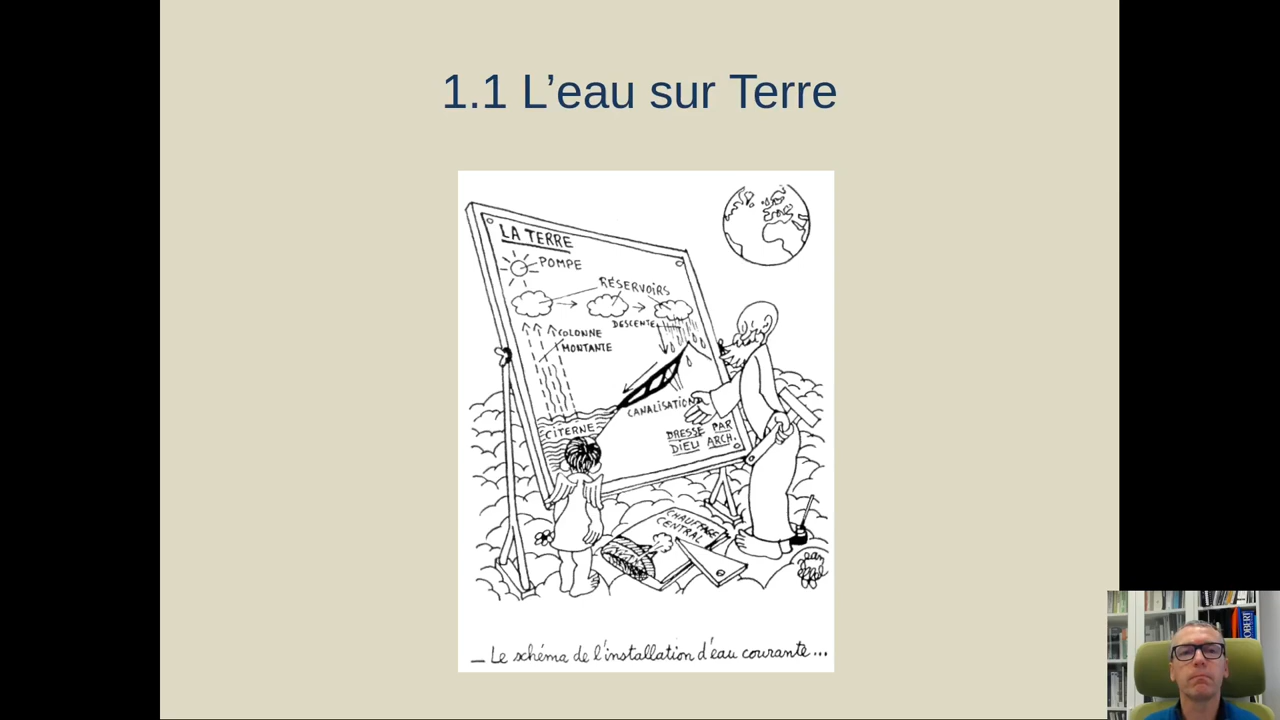 1.1 L’eau sur Terre
LA TERRE
POMPE
RÉSERVOIRS
DESCENTE
COLONNE
MONTANTE
CANALISATION
CITERNE
DRESSÉ PAR
DIEU ARCH.
CHAUFFAGE
CENTRAL
— Le schéma de l'installation d'eau courante...